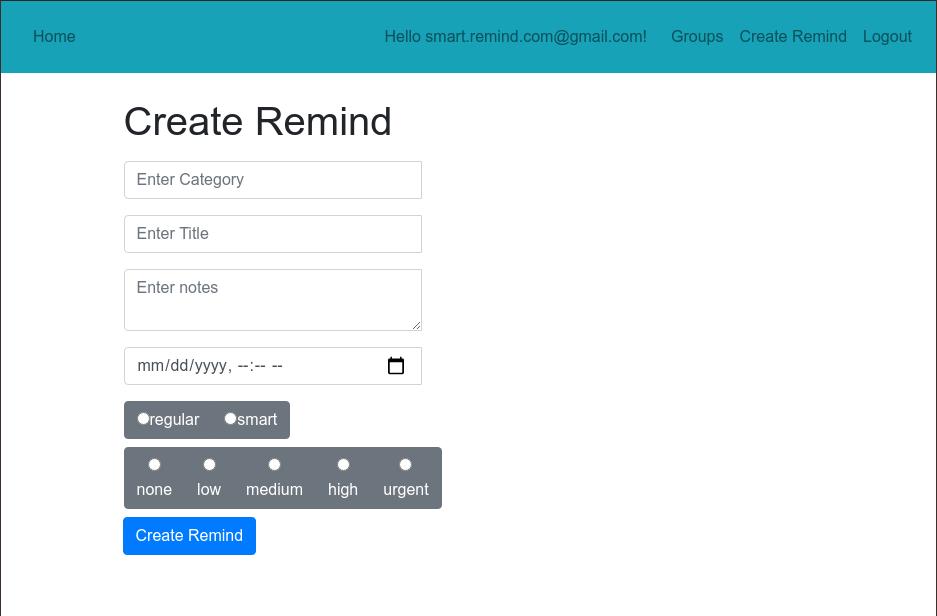 Home Hello smart.remind.com@gmail.com! Groups Create Remind Logout
Create Remind
Enter Category
Enter Title
Enter notes
mm/dd/yyyy, --:-- --
regular smart
none low medium high urgent
Create Remind